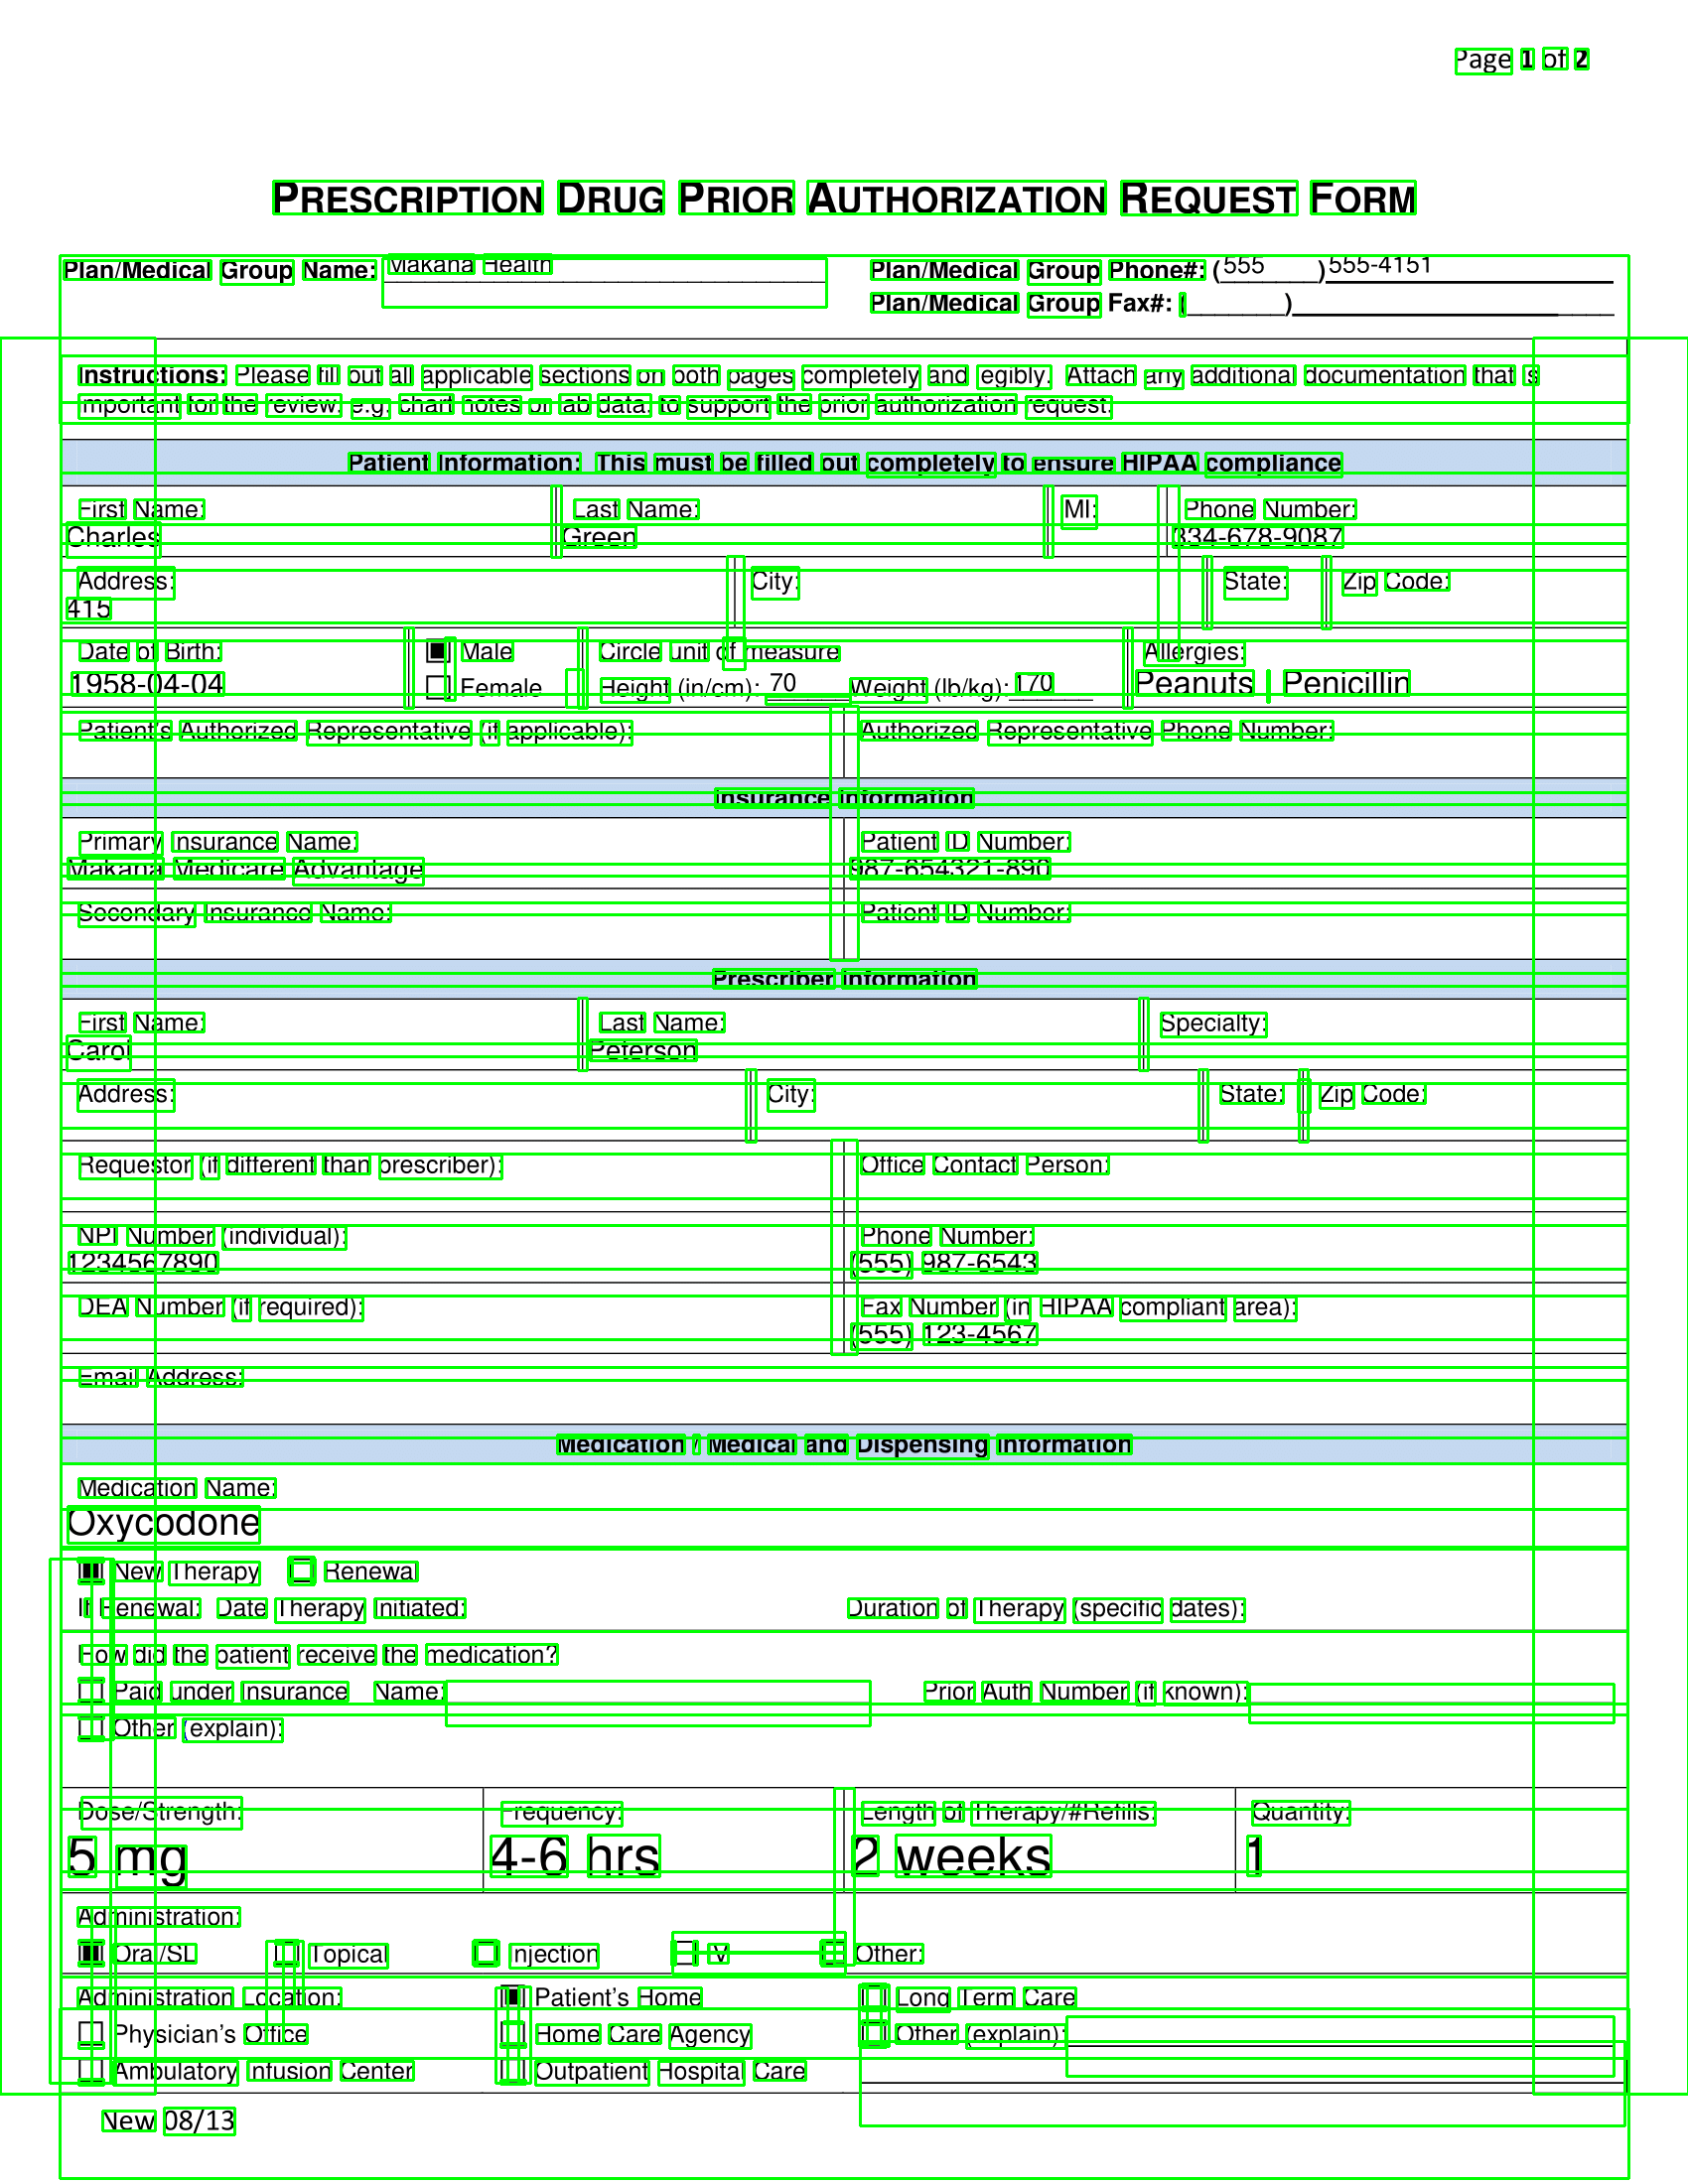 Page 1 of 2
PRESCRIPTION DRUG PRIOR AUTHORIZATION REQUEST FORM
Plan/Medical Group Name: Makana Health Plan/Medical Group Phone#: (555)555-4151
Plan/Medical Group Fax#: (_______)
Instructions: Please fill out all applicable sections on both pages completely and legibly. Attach any additional documentation that is
important for the review, e.g. chart notes or lab data, to support the prior authorization request.
Patient Information: This must be filled out completely to ensure HIPAA compliance
First Name: Last Name: MI: Phone Number:
Charles Green 334-678-9087
Address: City: State: Zip Code:
415
Date of Birth: Male Circle unit of measure Allergies:
1958-04-04 Female Height (in/cm): 70 Weight (lb/kg): 170 Peanuts | Penicillin
Patient's Authorized Representative (if applicable): Authorized Representative Phone Number:
Insurance Information
Primary Insurance Name: Patient ID Number:
Makana Medicare Advantage 987-654321-890
Secondary Insurance Name: Patient ID Number:
Prescriber Information
First Name: Last Name: Specialty:
Carol Peterson
Address: City: State: Zip Code:
Requestor (if different than prescriber): Office Contact Person:
NPI Number (individual): Phone Number:
1234567890 (555) 987-6543
DEA Number (if required): Fax Number (in HIPAA compliant area):
(555) 123-4567
Email Address:
Medication / Medical and Dispensing Information
Medication Name:
Oxycodone
New Therapy Renewal
If Renewal: Date Therapy Initiated: Duration of Therapy (specific dates):
How did the patient receive the medication?
Paid under Insurance Name: Prior Auth Number (if known):
Other (explain):
Dose/Strength: Frequency: Length of Therapy/#Refills: Quantity:
5 mg 4-6 hrs 2 weeks 1
Administration:
Oral/SL Topical Injection IV Other:
Administration Location: Patient's Home Long Term Care
Physician's Office Home Care Agency Other (explain):
Ambulatory Infusion Center Outpatient Hospital Care
New 08/13